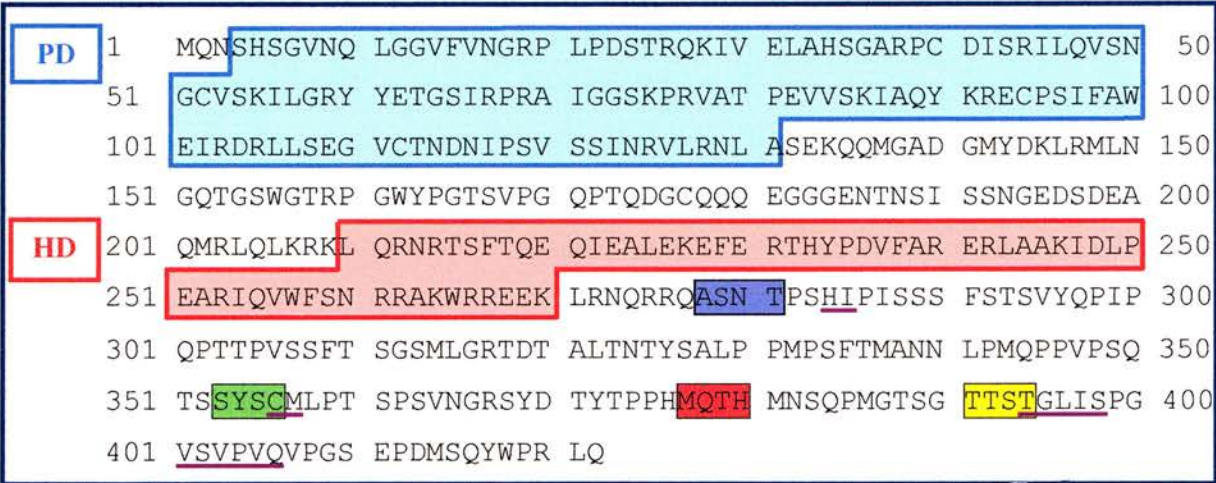 PD 1 MQNSHSGVNQ LGGVFVNGRP LPDSTRQKIV ELAHSGARPC DISRILQVSN 50
51 GCVSKILGRY YETGSIRPRA IGGSKPRVAT PEVVSKIAQY KRECPSIFAW 100
101 EIRDRLLSEG VCTNDNIPSV SSINRVLRNL ASEKQQMGAD GMYDKLRMLN 150
151 GQTGSWGTRP GWYPGTSVPG QPTQDGCQQQ EGGGENTNSI SSNGEDSDEA 200
HD 201 QMRLQLKRKL QRNRTSFTQE QIEALEKEFE RTHYPDVFAR ERLAAKIDLP 250
251 EARIQVWFSN RRAKWRREEK LRNQRRQASN TPSHIPISSS FSTSVYQPIP 300
301 QPTTPVSSFT SGSMLGRTDT ALTNTYSALP PMPSFTMANN LPMQPPVPSQ 350
351 TSSYSCMLPT SPSVNGRSYD TYTPPHMQTH MNSQPMGTSG TTSTGLISPG 400
401 VSVPVQVPGS EPDMSQYWPR LQ